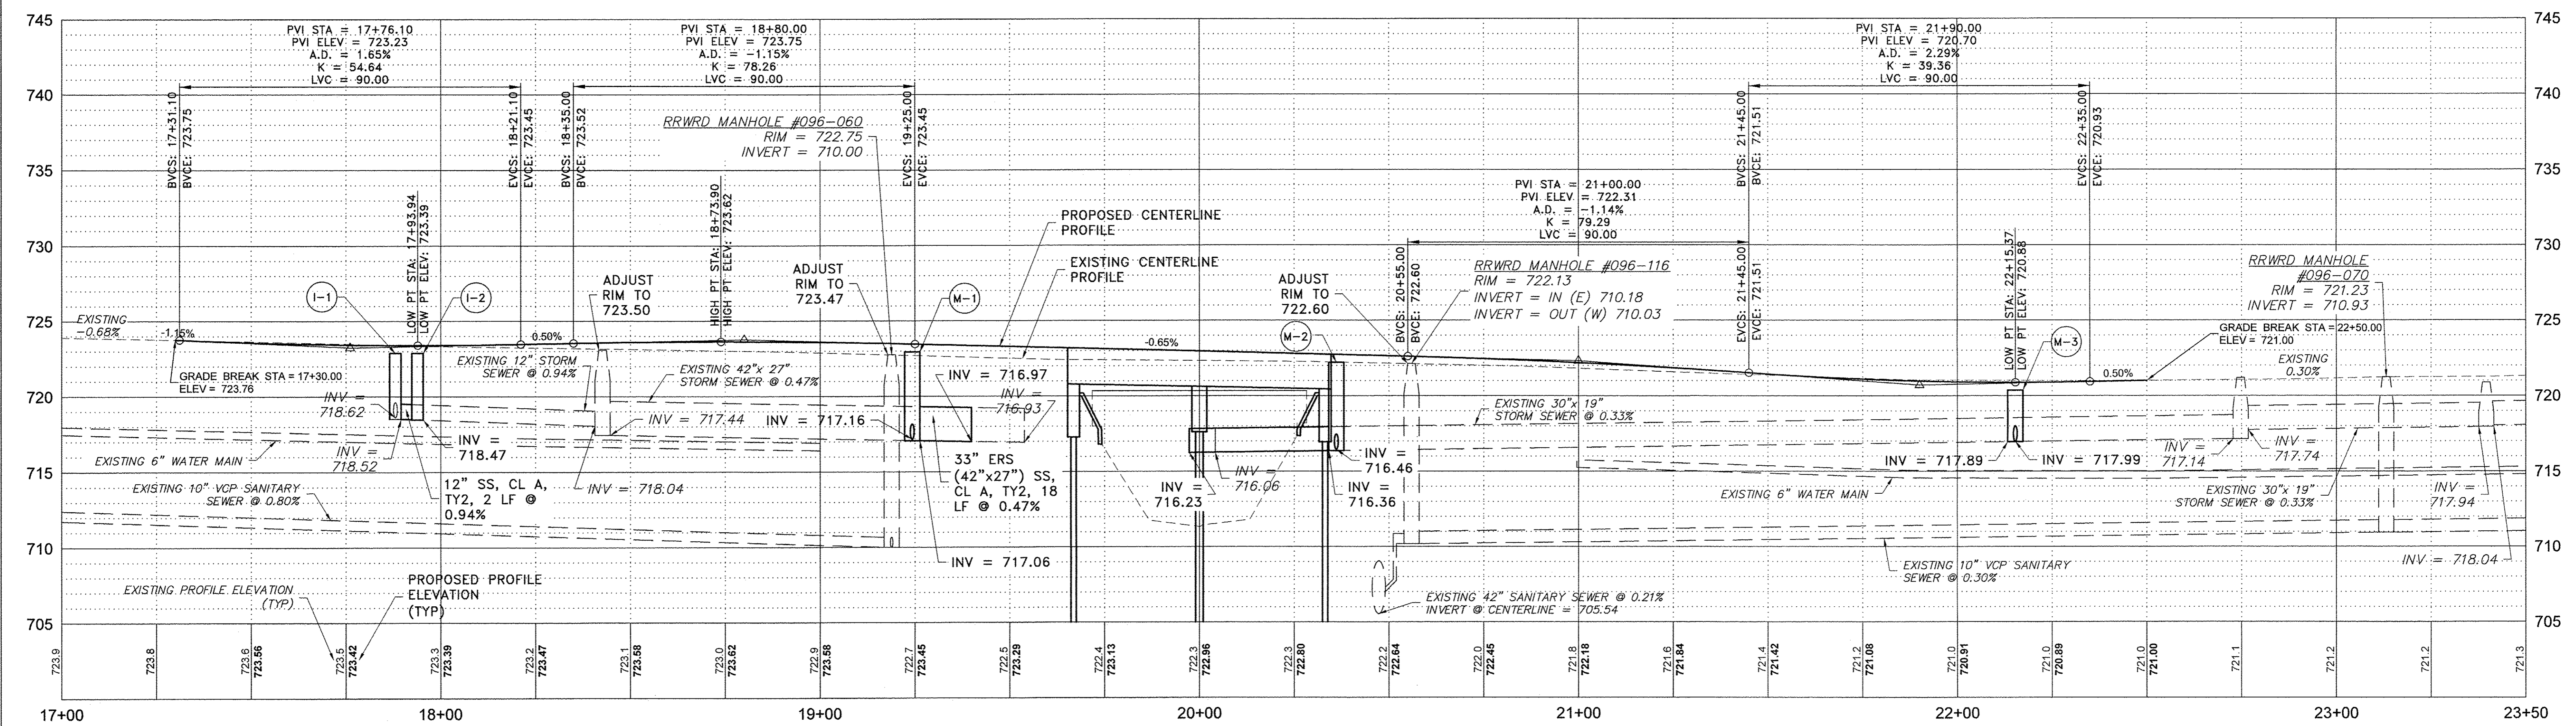 745
740
735
730
725
720
715
710
705
745
740
735
730
725
720
715
710
705
PVI STA = 17+76.10
PVI ELEV = 723.23
A.D. = 1.65%
K = 54.64
LVC = 90.00
BVCS: 17+31.10
BVCE: 723.75
EVCS: 18+21.10
EVCE: 723.45
PVI STA = 18+80.00
PVI ELEV = 723.75
A.D. = -1.15%
K = 78.26
LVC = 90.00
BVCS: 18+35.00
BVCE: 723.52
EVCS: 19+25.00
EVCE: 723.45
PVI STA = 21+00.00
PVI ELEV = 722.31
A.D. = -1.14%
K = 79.29
LVC = 90.00
BVCS: 20+55.00
BVCE: 722.60
EVCS: 21+45.00
EVCE: 721.51
PVI STA = 21+90.00
PVI ELEV = 720.70
A.D. = 2.29%
K = 39.36
LVC = 90.00
BVCS: 21+45.00
BVCE: 721.51
EVCS: 22+35.00
EVCE: 720.93
LOW PT STA: 17+93.94
LOW PT ELEV: 723.39
HIGH PT STA: 18+73.90
HIGH PT ELEV: 723.62
LOW PT STA: 22+15.37
LOW PT ELEV: 720.88
RRWRD MANHOLE #096-060
RIM = 722.75
INVERT = 710.00
RRWRD MANHOLE #096-116
RIM = 722.13
INVERT = IN (E) 710.18
INVERT = OUT (W) 710.03
RRWRD MANHOLE
#096-070
RIM = 721.23
INVERT = 710.93
PROPOSED CENTERLINE
PROFILE
EXISTING CENTERLINE
PROFILE
I-1
I-2
M-1
M-2
M-3
ADJUST
RIM TO
723.50
ADJUST
RIM TO
723.47
ADJUST
RIM TO
722.60
EXISTING
-0.68%
-1.15%
0.50%
-0.65%
0.50%
EXISTING
0.30%
GRADE BREAK STA = 17+30.00
ELEV = 723.76
GRADE BREAK STA = 22+50.00
ELEV = 721.00
EXISTING 12" STORM
SEWER @ 0.94%
EXISTING 42"x 27"
STORM SEWER @ 0.47%
EXISTING 30"x 19"
STORM SEWER @ 0.33%
INV =
718.62
INV =
718.52
INV =
718.47
INV = 718.04
INV = 717.44
INV = 717.16
INV = 716.97
INV =
716.93
INV = 717.06
INV =
716.23
INV =
716.06
INV =
716.46
INV =
716.36
INV = 717.89
INV = 717.99
INV =
717.14
INV =
717.74
INV =
717.94
INV = 718.04
EXISTING 6" WATER MAIN
EXISTING 10" VCP SANITARY
SEWER @ 0.80%
12" SS, CL A,
TY2, 2 LF @
0.94%
33" ERS
(42"x27") SS,
CL A, TY2, 18
LF @ 0.47%
EXISTING 6" WATER MAIN
EXISTING 30"x 19"
STORM SEWER @ 0.33%
EXISTING 10" VCP SANITARY
SEWER @ 0.30%
EXISTING 42" SANITARY SEWER @ 0.21%
INVERT @ CENTERLINE = 705.54
EXISTING PROFILE ELEVATION
(TYP)
PROPOSED PROFILE
ELEVATION
(TYP)
723.9
723.8
723.6
723.56
723.5
723.42
723.3
723.39
723.2
723.47
723.1
723.58
723.0
723.62
722.9
723.58
722.7
723.45
722.5
723.29
722.4
723.13
722.3
722.96
722.3
722.80
722.2
722.64
722.0
722.45
721.8
722.18
721.6
721.84
721.4
721.42
721.2
721.08
721.0
720.91
721.0
720.89
721.0
721.00
721.1
721.2
721.2
721.3
17+00
18+00
19+00
20+00
21+00
22+00
23+00
23+50